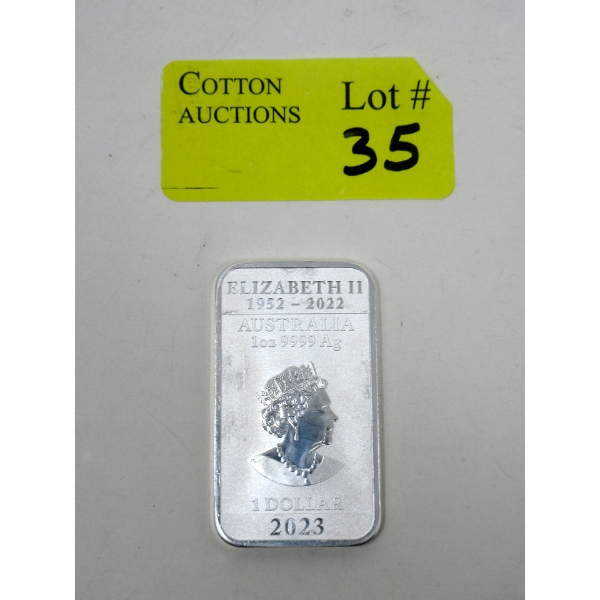 COTTON
AUCTIONS
Lot #
35
ELIZABETH II
1952 – 2022
AUSTRALIA
1oz 9999 Ag
1 DOLLAR
2023